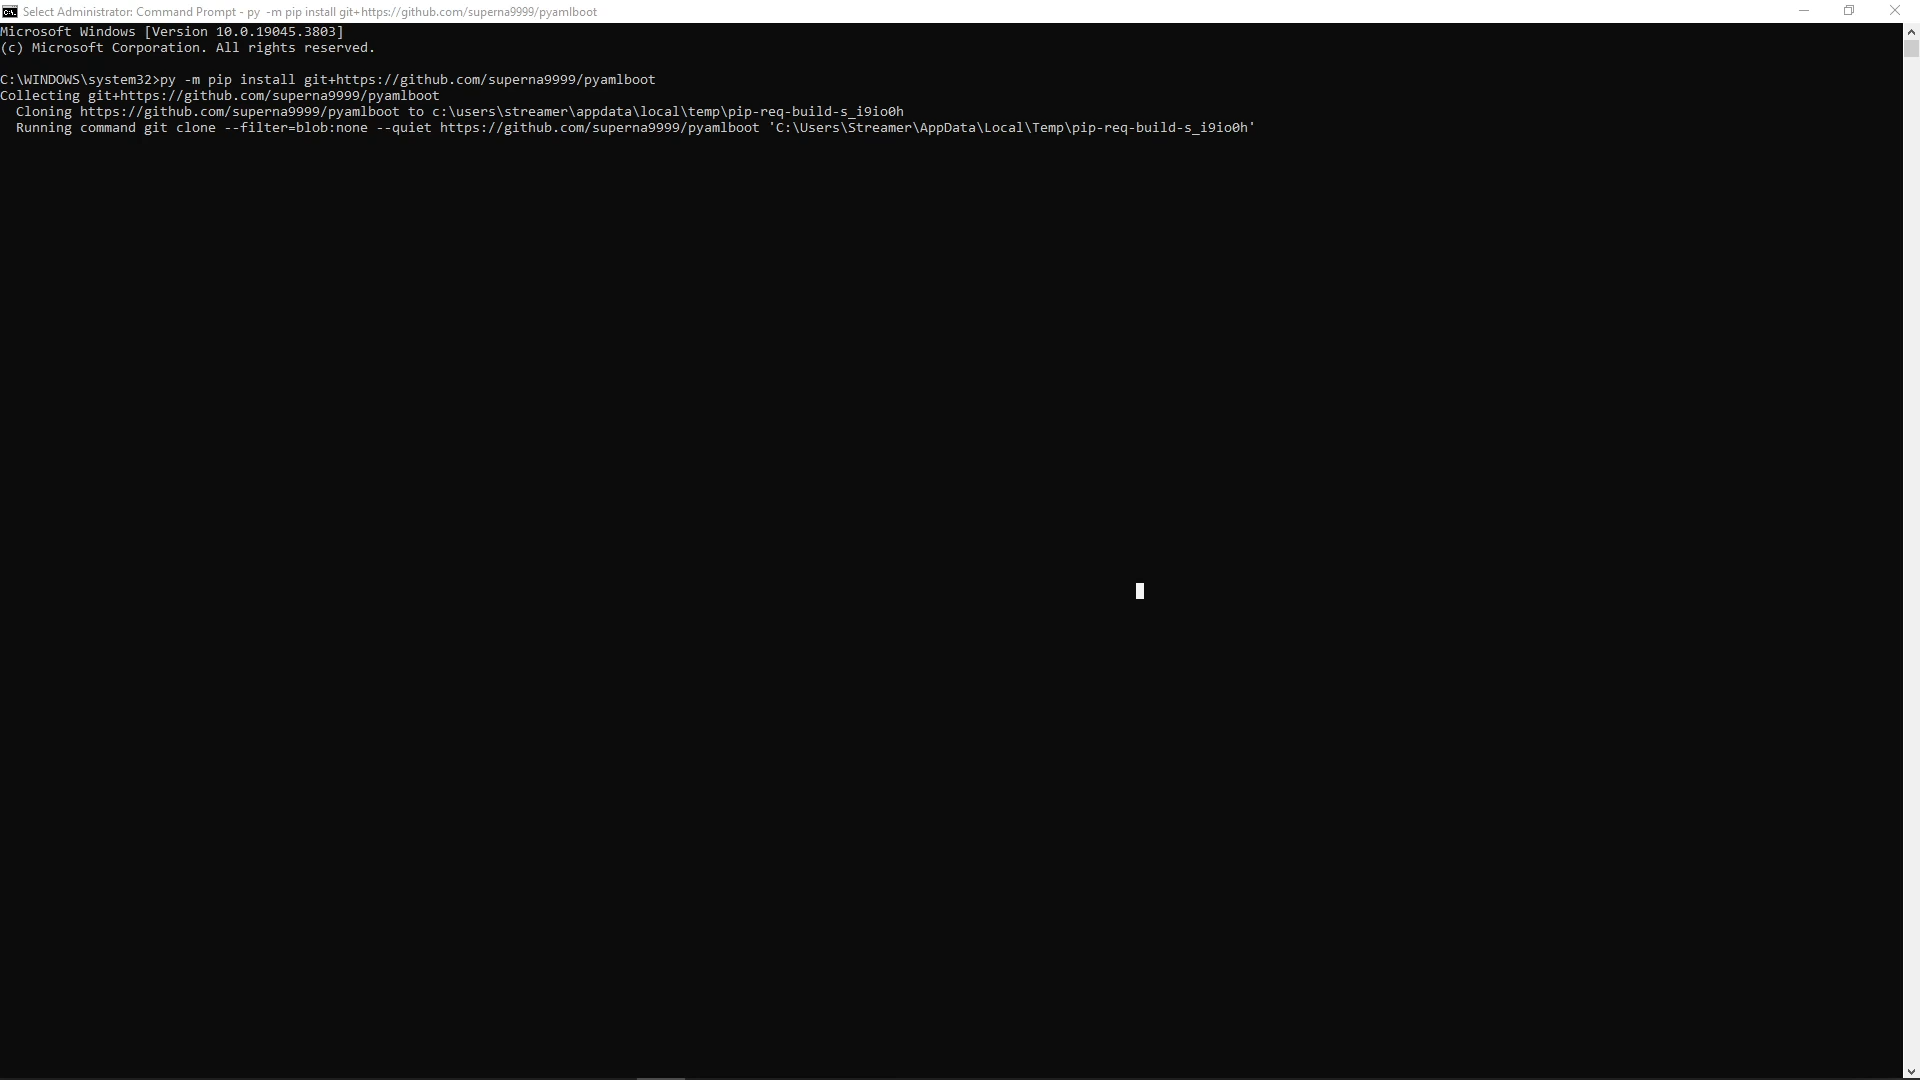 Select Administrator: Command Prompt - py  -m pip install git+https://github.com/superna9999/pyamlboot
Microsoft Windows [Version 10.0.19045.3803]
(c) Microsoft Corporation. All rights reserved.
C:\WINDOWS\system32>py -m pip install git+https://github.com/superna9999/pyamlboot
Collecting git+https://github.com/superna9999/pyamlboot
  Cloning https://github.com/superna9999/pyamlboot to c:\users\streamer\appdata\local\temp\pip-req-build-s_i9io0h
  Running command git clone --filter=blob:none --quiet https://github.com/superna9999/pyamlboot 'C:\Users\Streamer\AppData\Local\Temp\pip-req-build-s_i9io0h'